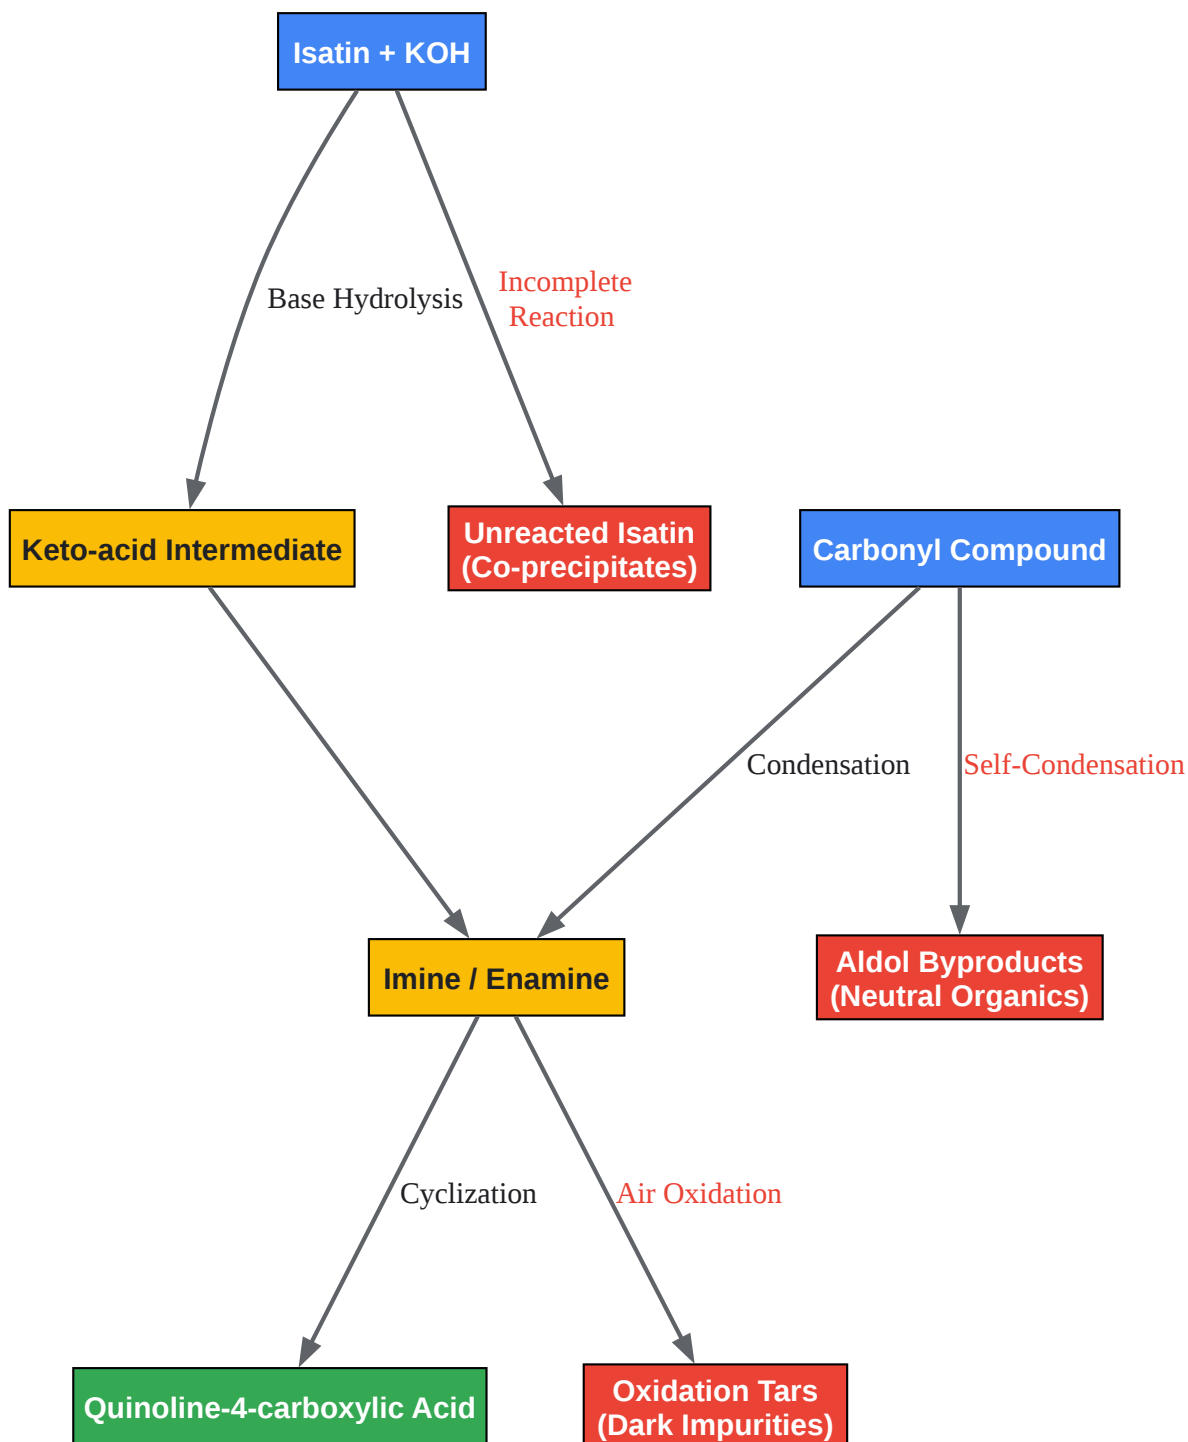 Isatin + KOH
Base Hydrolysis
Incomplete
Reaction
Keto-acid Intermediate
Unreacted Isatin
(Co-precipitates)
Carbonyl Compound
Condensation
Self-Condensation
Imine / Enamine
Aldol Byproducts
(Neutral Organics)
Cyclization
Air Oxidation
Quinoline-4-carboxylic Acid
Oxidation Tars
(Dark Impurities)